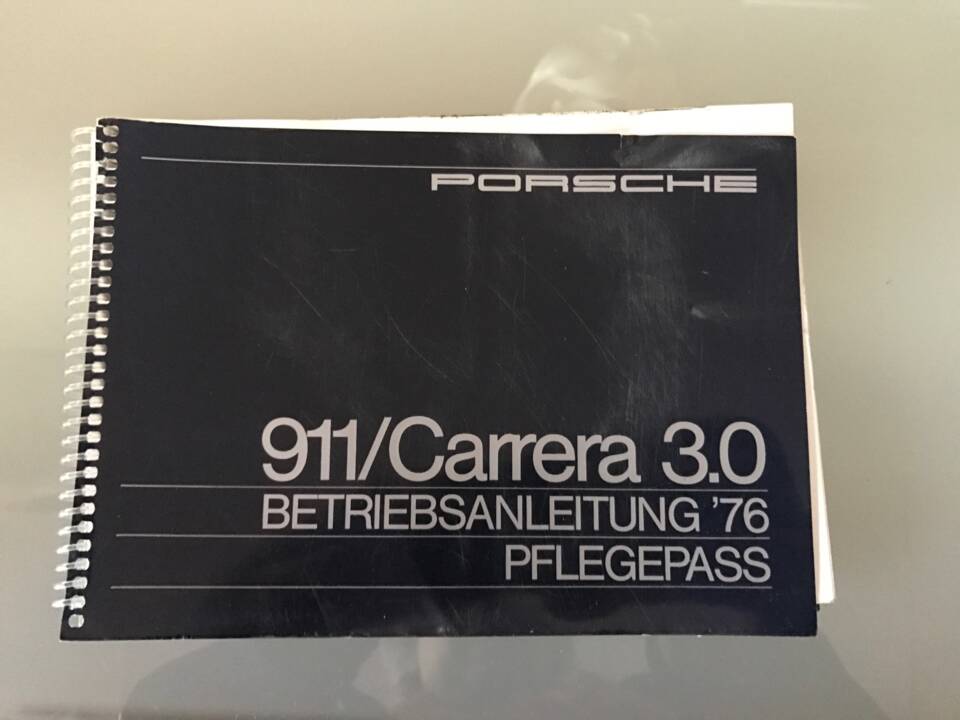 PORSCHE
911/Carrera 3.0
BETRIEBSANLEITUNG '76
PFLEGEPASS